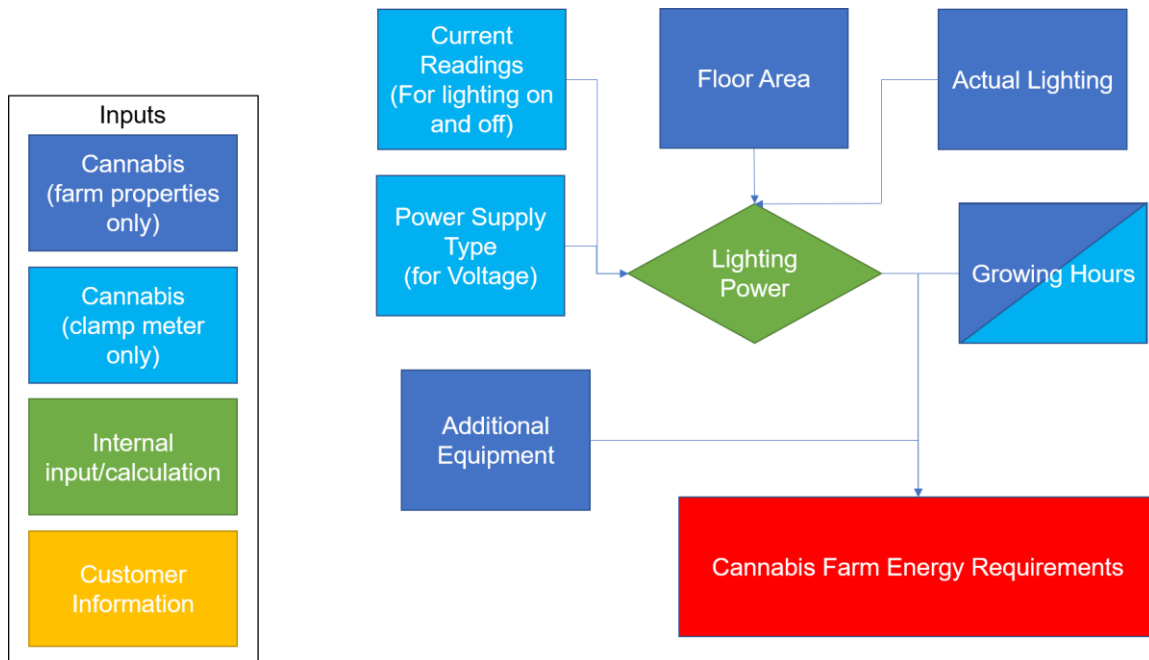 Inputs
Cannabis
(farm properties
only)
Cannabis
(clamp meter
only)
Internal
input/calculation
Customer
Information
Current
Readings
(For lighting on
and off)
Floor Area
Actual Lighting
Power Supply
Type
(for Voltage)
Lighting
Power
Growing Hours
Additional
Equipment
Cannabis Farm Energy Requirements